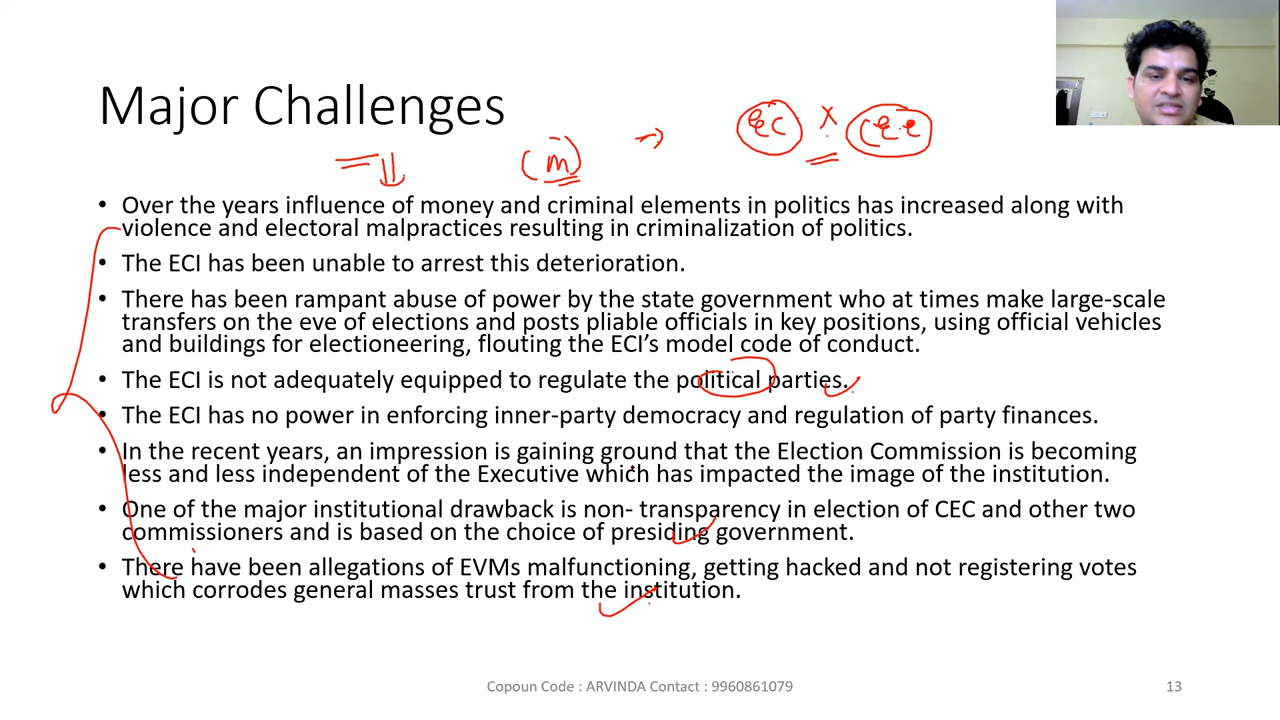 Major Challenges
(m)
EC
x
CEC
• Over the years influence of money and criminal elements in politics has increased along with
violence and electoral malpractices resulting in criminalization of politics.
• The ECI has been unable to arrest this deterioration.
• There has been rampant abuse of power by the state government who at times make large-scale
transfers on the eve of elections and posts pliable officials in key positions, using official vehicles
and buildings for electioneering, flouting the ECI’s model code of conduct.
• The ECI is not adequately equipped to regulate the political parties.
• The ECI has no power in enforcing inner-party democracy and regulation of party finances.
• In the recent years, an impression is gaining ground that the Election Commission is becoming
less and less independent of the Executive which has impacted the image of the institution.
• One of the major institutional drawback is non- transparency in election of CEC and other two
commissioners and is based on the choice of presiding government.
• There have been allegations of EVMs malfunctioning, getting hacked and not registering votes
which corrodes general masses trust from the institution.
Copoun Code : ARVINDA Contact : 9960861079
13